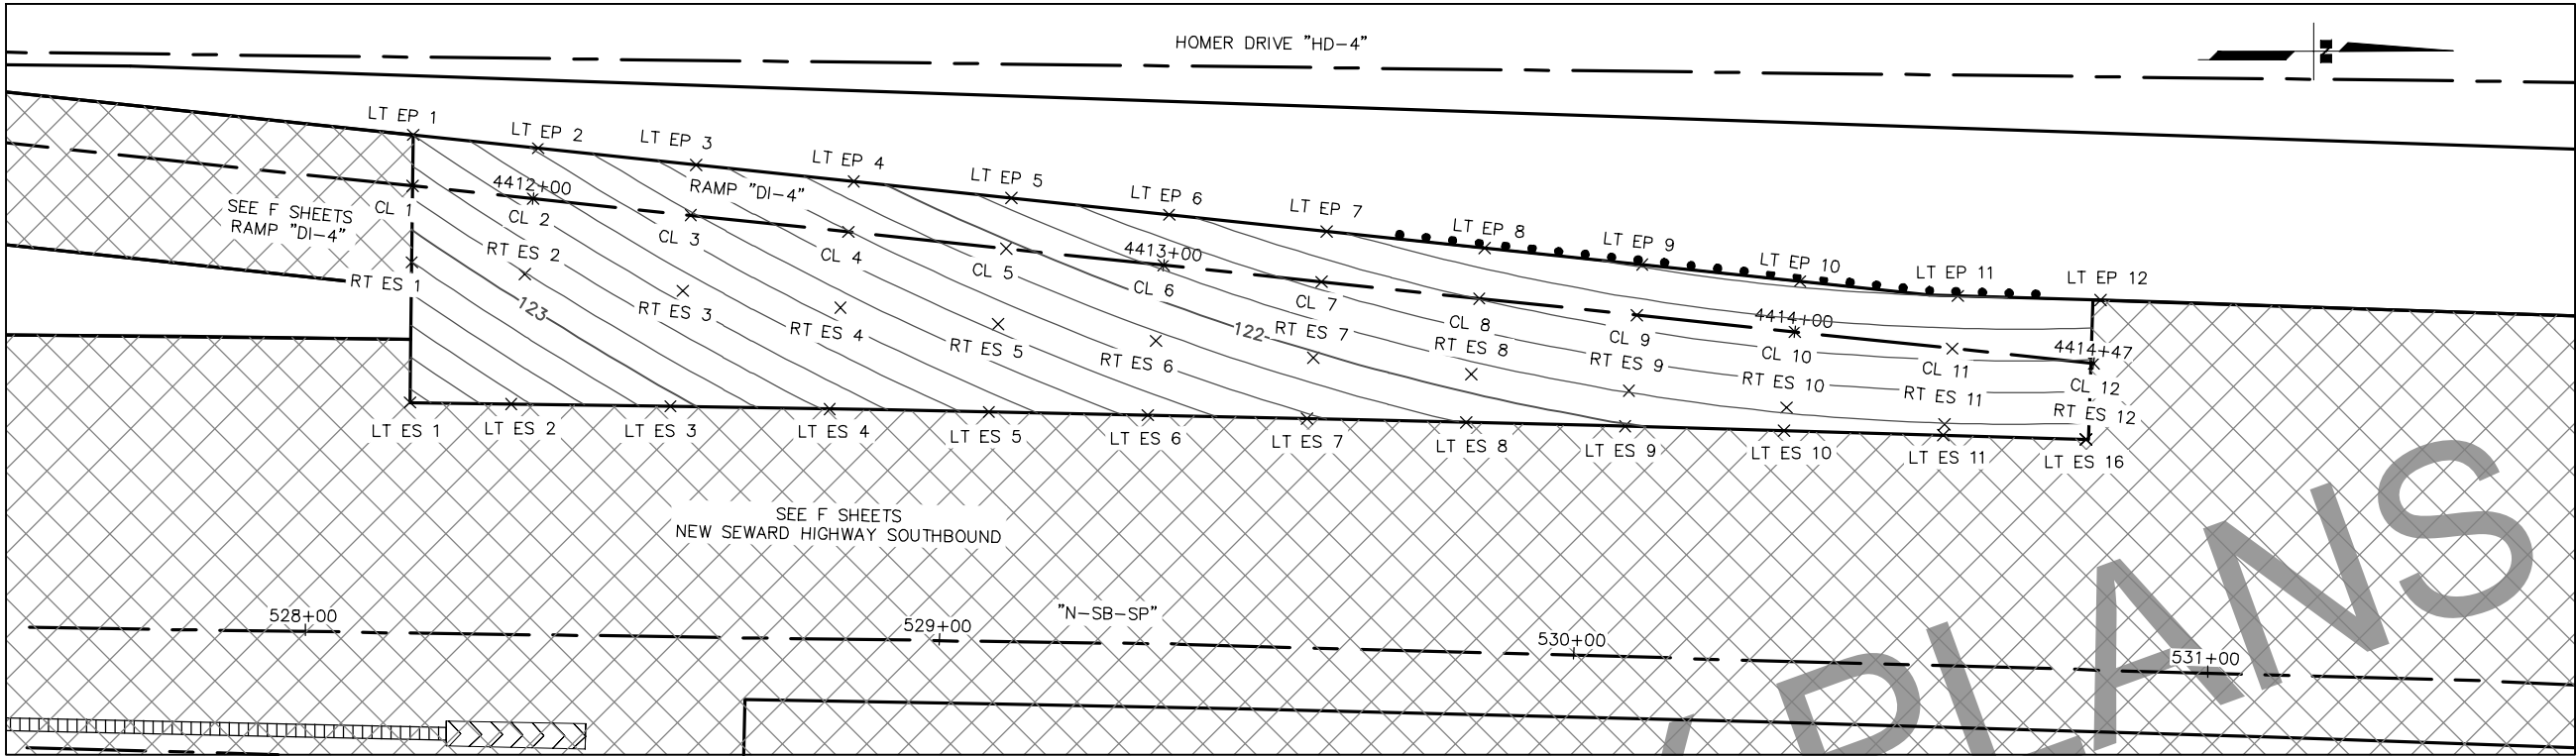 HOMER DRIVE "HD-4"
N
LT EP 1
LT EP 2
LT EP 3
LT EP 4
LT EP 5
LT EP 6
LT EP 7
LT EP 8
LT EP 9
LT EP 10
LT EP 11
LT EP 12
4412+00
RAMP "DI-4"
4413+00
4414+00
4414+47
SEE F SHEETS
RAMP "DI-4"
CL 1
CL 2
CL 3
CL 4
CL 5
CL 6
CL 7
CL 8
CL 9
CL 10
CL 11
CL 12
RT ES 1
RT ES 2
RT ES 3
RT ES 4
RT ES 5
RT ES 6
RT ES 7
RT ES 8
RT ES 9
RT ES 10
RT ES 11
RT ES 12
123
122
LT ES 1
LT ES 2
LT ES 3
LT ES 4
LT ES 5
LT ES 6
LT ES 7
LT ES 8
LT ES 9
LT ES 10
LT ES 11
LT ES 16
SEE F SHEETS
NEW SEWARD HIGHWAY SOUTHBOUND
528+00
529+00
"N-SB-SP"
530+00
531+00
PLANS